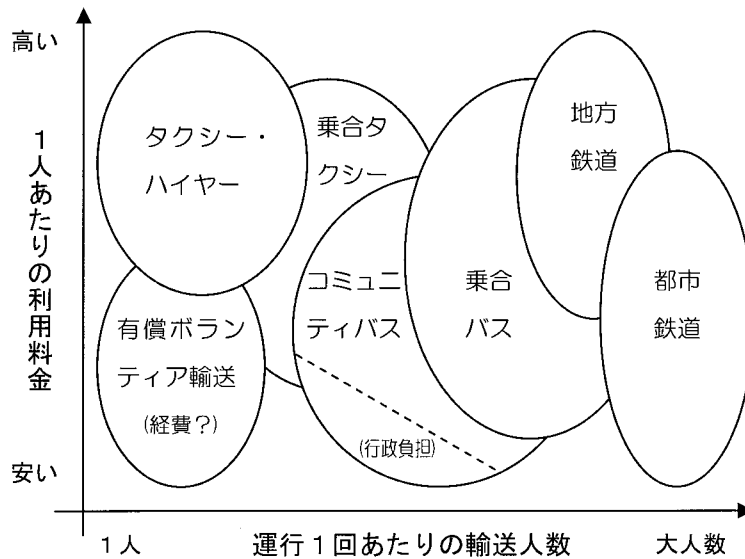 高い
1人あたりの利用料金
安い
タクシー・
ハイヤー
乗合タ
クシー
地方
鉄道
有償ボラン
ティア輸送
(経費？)
コミュニ
ティバス
(行政負担)
乗合
バス
都市
鉄道
1人
運行1回あたりの輸送人数
大人数